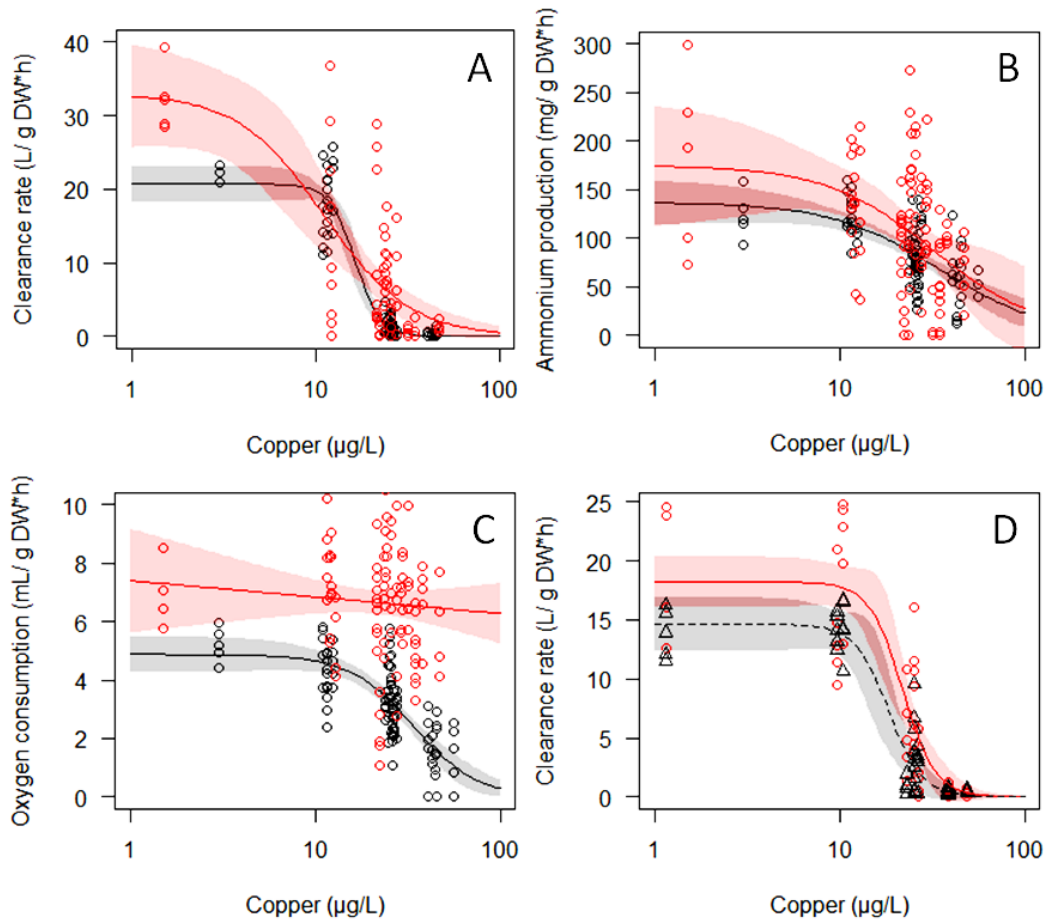 A
Clearance rate (L/ g DW*h)
40
30
20
10
0
1 10 100
Copper (µg/L)
B
Ammonium production (mg/ g DW*h)
300
250
200
150
100
50
0
1 10 100
Copper (µg/L)
C
Oxygen consumption (mL/ g DW*h)
10
8
6
4
2
0
1 10 100
Copper (µg/L)
D
Clearance rate (L/ g DW*h)
25
20
15
10
5
0
1 10 100
Copper (µg/L)